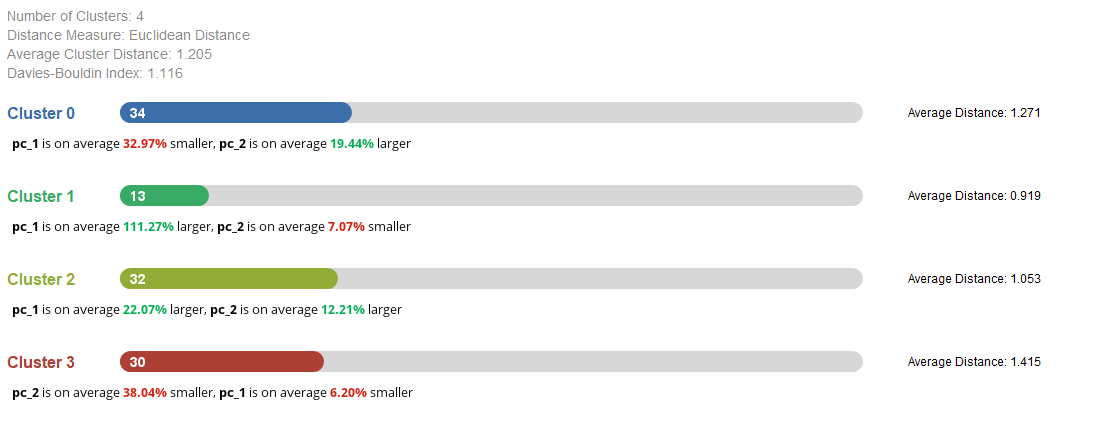 Number of Clusters: 4
Distance Measure: Euclidean Distance
Average Cluster Distance: 1.205
Davies-Bouldin Index: 1.116
Cluster 0 34 Average Distance: 1.271
pc_1 is on average 32.97% smaller, pc_2 is on average 19.44% larger
Cluster 1 13 Average Distance: 0.919
pc_1 is on average 111.27% larger, pc_2 is on average 7.07% smaller
Cluster 2 32 Average Distance: 1.053
pc_1 is on average 22.07% larger, pc_2 is on average 12.21% larger
Cluster 3 30 Average Distance: 1.415
pc_2 is on average 38.04% smaller, pc_1 is on average 6.20% smaller